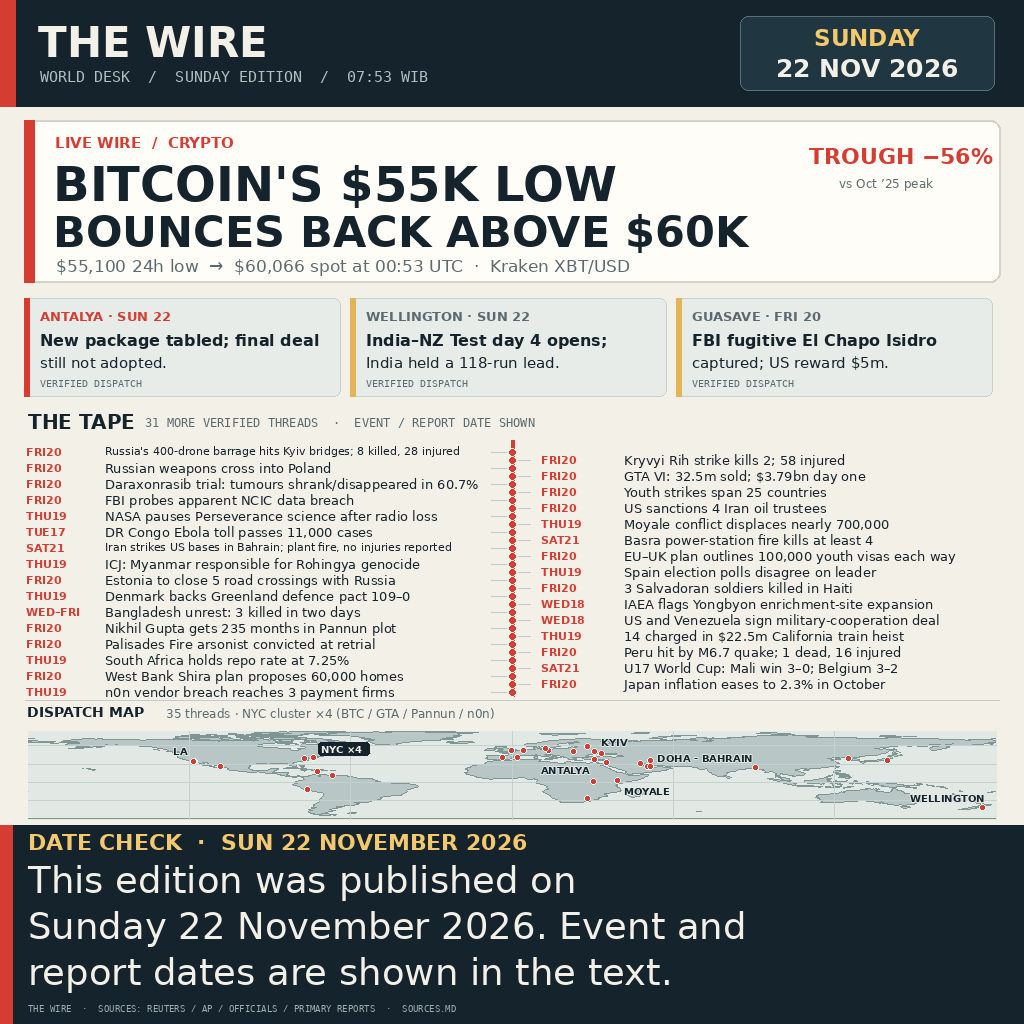 THE WIRE
WORLD DESK / SUNDAY EDITION / 07:53 WIB
SUNDAY
22 NOV 2026
LIVE WIRE / CRYPTO
BITCOIN'S $55K LOW
BOUNCES BACK ABOVE $60K
$55,100 24h low → $60,066 spot at 00:53 UTC · Kraken XBT/USD
TROUGH −56%
vs Oct ’25 peak
ANTALYA · SUN 22
New package tabled; final deal
still not adopted.
VERIFIED DISPATCH
WELLINGTON · SUN 22
India–NZ Test day 4 opens;
India held a 118-run lead.
VERIFIED DISPATCH
GUASAVE · FRI 20
FBI fugitive El Chapo Isidro
captured; US reward $5m.
VERIFIED DISPATCH
THE TAPE 31 MORE VERIFIED THREADS · EVENT / REPORT DATE SHOWN
FRI20 Russia's 400-drone barrage hits Kyiv bridges; 8 killed, 28 injured
FRI20 Russian weapons cross into Poland
FRI20 Daraxonrasib trial: tumours shrank/disappeared in 60.7%
FRI20 FBI probes apparent NCIC data breach
THU19 NASA pauses Perseverance science after radio loss
TUE17 DR Congo Ebola toll passes 11,000 cases
SAT21 Iran strikes US bases in Bahrain; plant fire, no injuries reported
THU19 ICJ: Myanmar responsible for Rohingya genocide
FRI20 Estonia to close 5 road crossings with Russia
THU19 Denmark backs Greenland defence pact 109–0
WED–FRI Bangladesh unrest: 3 killed in two days
FRI20 Nikhil Gupta gets 235 months in Pannun plot
FRI20 Palisades Fire arsonist convicted at retrial
THU19 South Africa holds repo rate at 7.25%
FRI20 West Bank Shira plan proposes 60,000 homes
THU19 n0n vendor breach reaches 3 payment firms
FRI20 Kryvyi Rih strike kills 2; 58 injured
FRI20 GTA VI: 32.5m sold; $3.79bn day one
FRI20 Youth strikes span 25 countries
FRI20 US sanctions 4 Iran oil trustees
THU19 Moyale conflict displaces nearly 700,000
SAT21 Basra power-station fire kills at least 4
FRI20 EU–UK plan outlines 100,000 youth visas each way
THU19 Spain election polls disagree on leader
FRI20 3 Salvadoran soldiers killed in Haiti
WED18 IAEA flags Yongbyon enrichment-site expansion
WED18 US and Venezuela sign military-cooperation deal
THU19 14 charged in $22.5m California train heist
FRI20 Peru hit by M6.7 quake; 1 dead, 16 injured
SAT21 U17 World Cup: Mali win 3–0; Belgium 3–2
FRI20 Japan inflation eases to 2.3% in October
DISPATCH MAP 35 threads · NYC cluster ×4 (BTC / GTA / Pannun / n0n)
LA
NYC ×4
KYIV
DOHA · BAHRAIN
ANTALYA
MOYALE
WELLINGTON
DATE CHECK · SUN 22 NOVEMBER 2026
This edition was published on
Sunday 22 November 2026. Event and
report dates are shown in the text.
THE WIRE · SOURCES: REUTERS / AP / OFFICIALS / PRIMARY REPORTS · SOURCES.MD